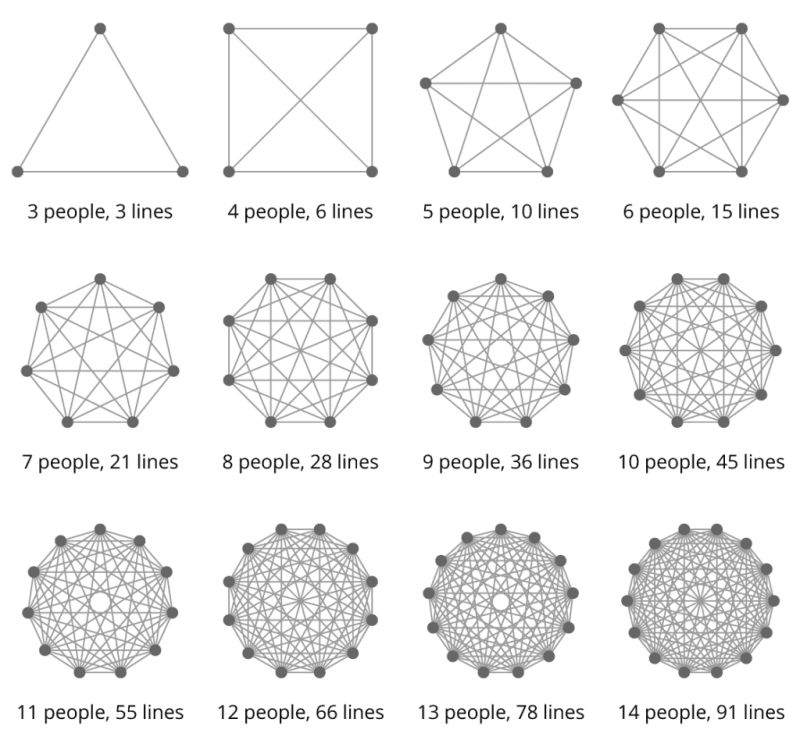 3 people, 3 lines
4 people, 6 lines
5 people, 10 lines
6 people, 15 lines
7 people, 21 lines
8 people, 28 lines
9 people, 36 lines
10 people, 45 lines
11 people, 55 lines
12 people, 66 lines
13 people, 78 lines
14 people, 91 lines